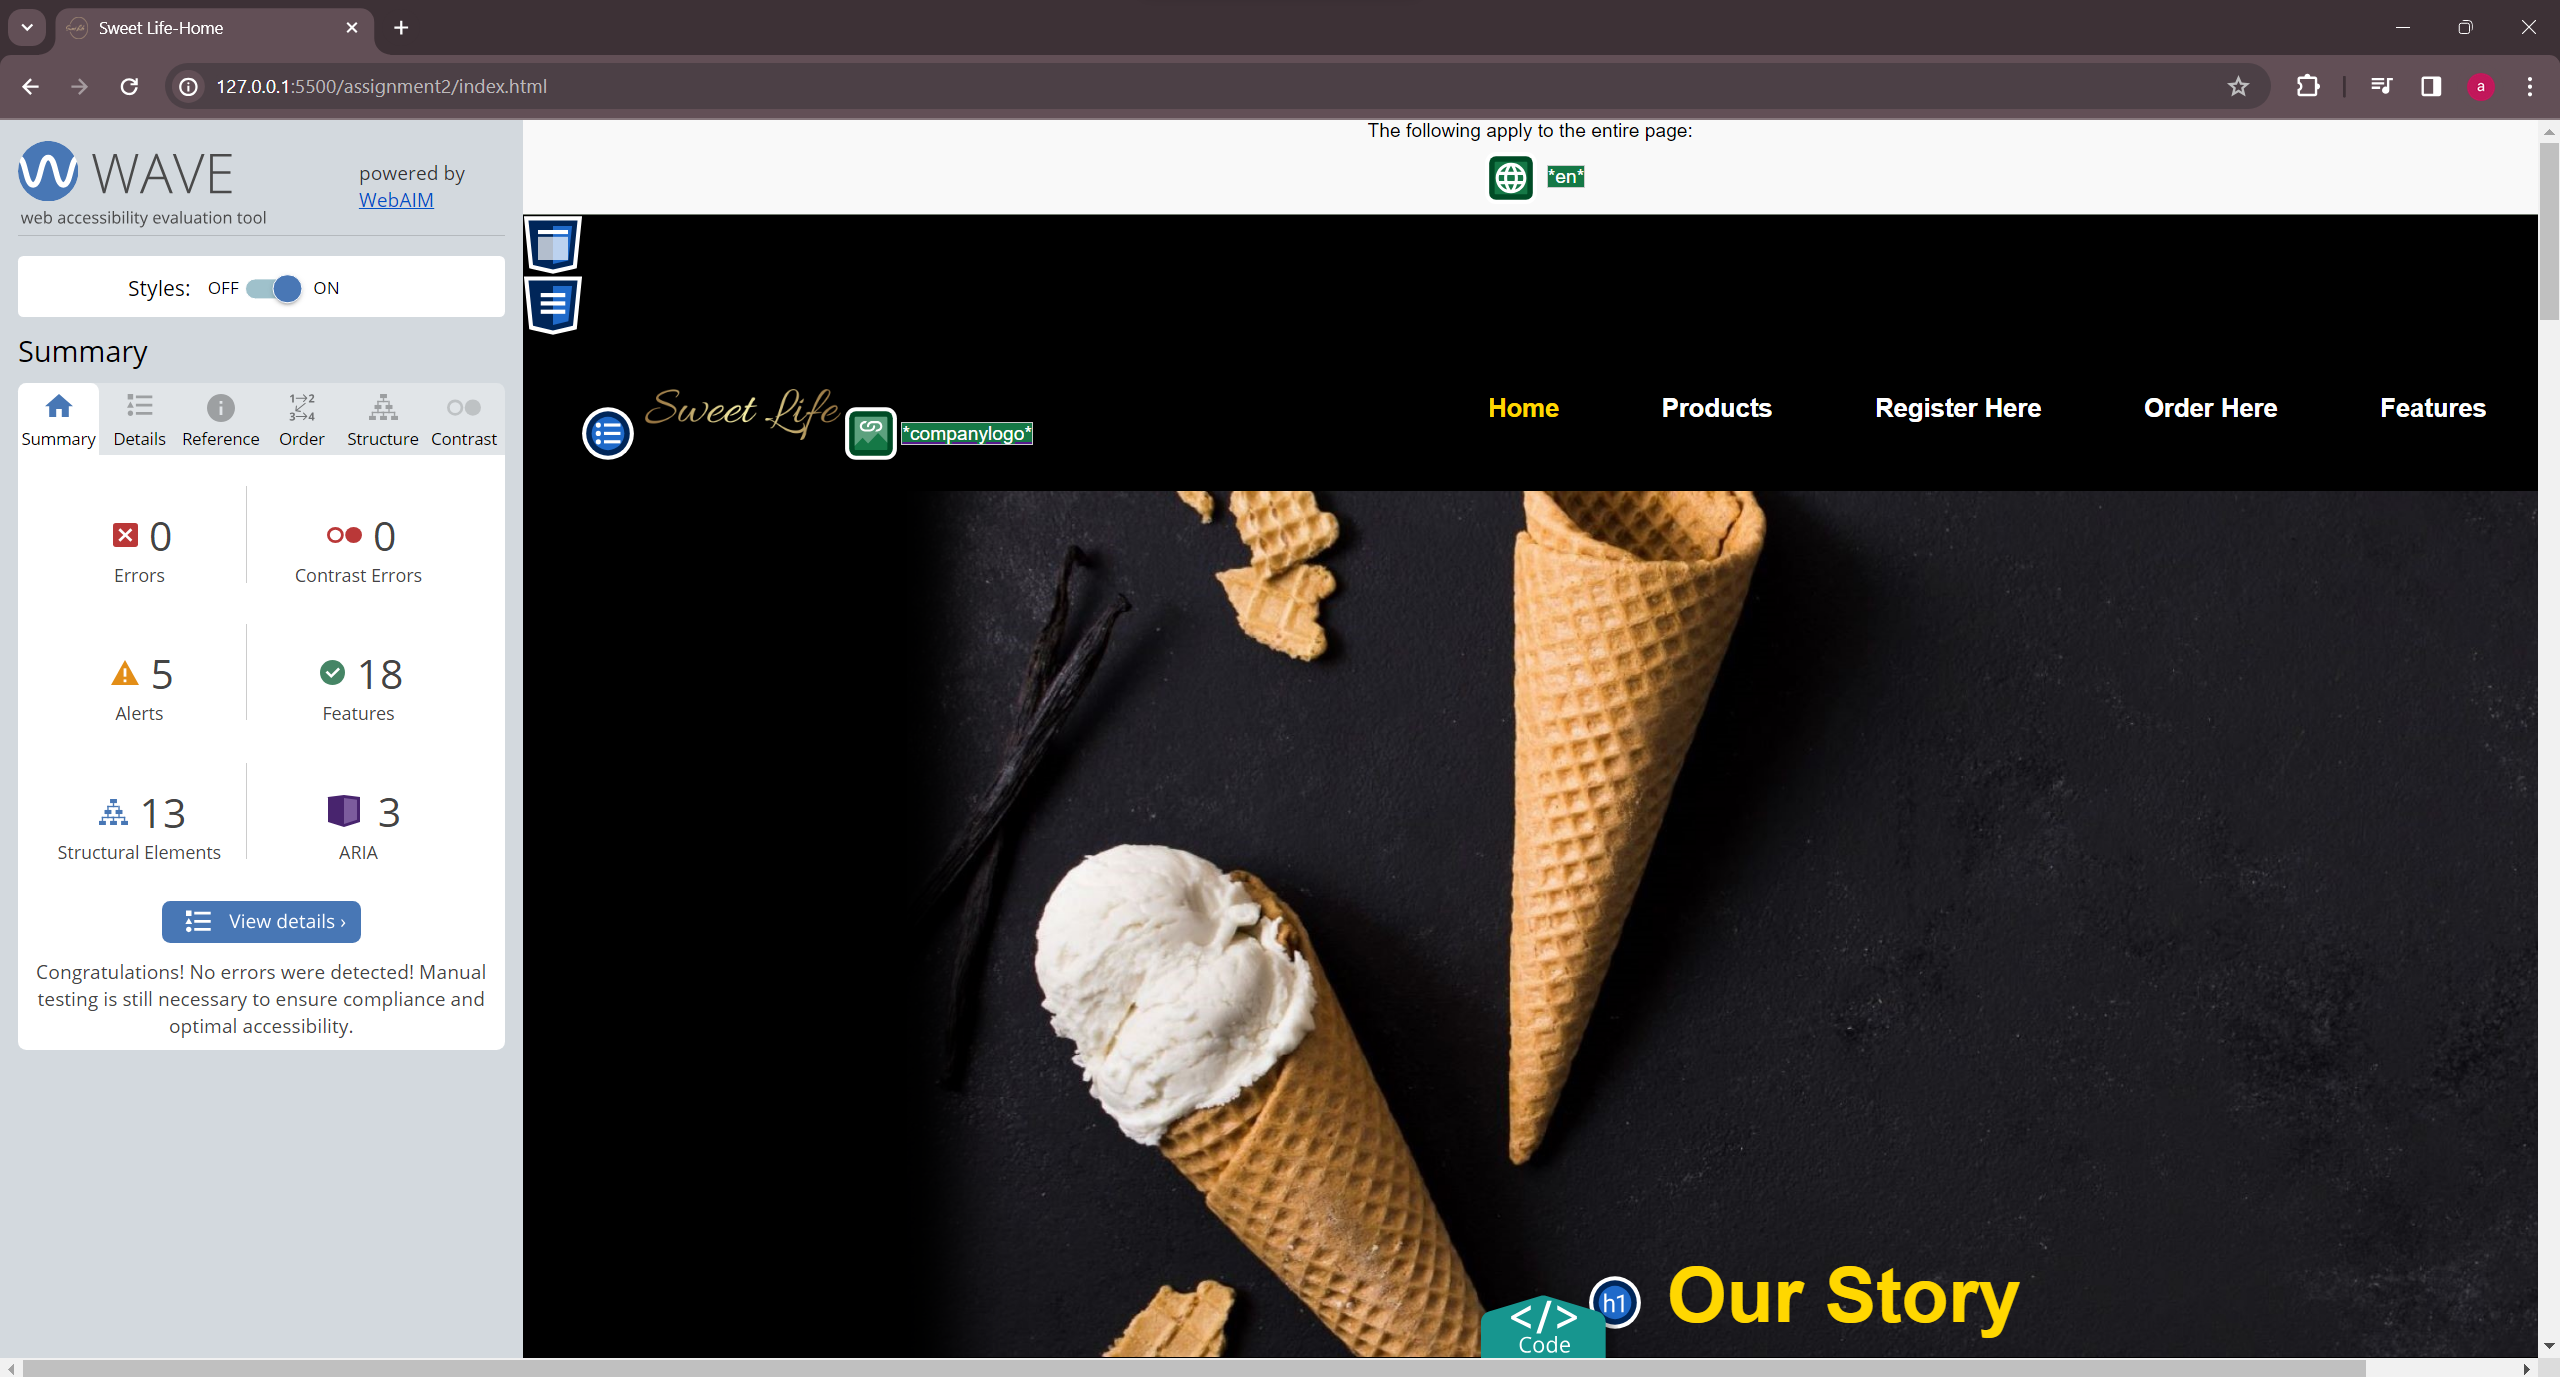 Sweet Life-Home
127.0.0.1:5500/assignment2/index.html
a
WAVE
web accessibility evaluation tool
powered by
WebAIM
Styles: OFF ON
Summary
Summary Details Reference Order Structure Contrast
0
Errors
0
Contrast Errors
5
Alerts
18
Features
13
Structural Elements
3
ARIA
View details ›
Congratulations! No errors were detected! Manual
testing is still necessary to ensure compliance and
optimal accessibility.
The following apply to the entire page:
*en*
Sweet Life
*companylogo*
Home Products Register Here Order Here Features
h1 Our Story
</>
Code